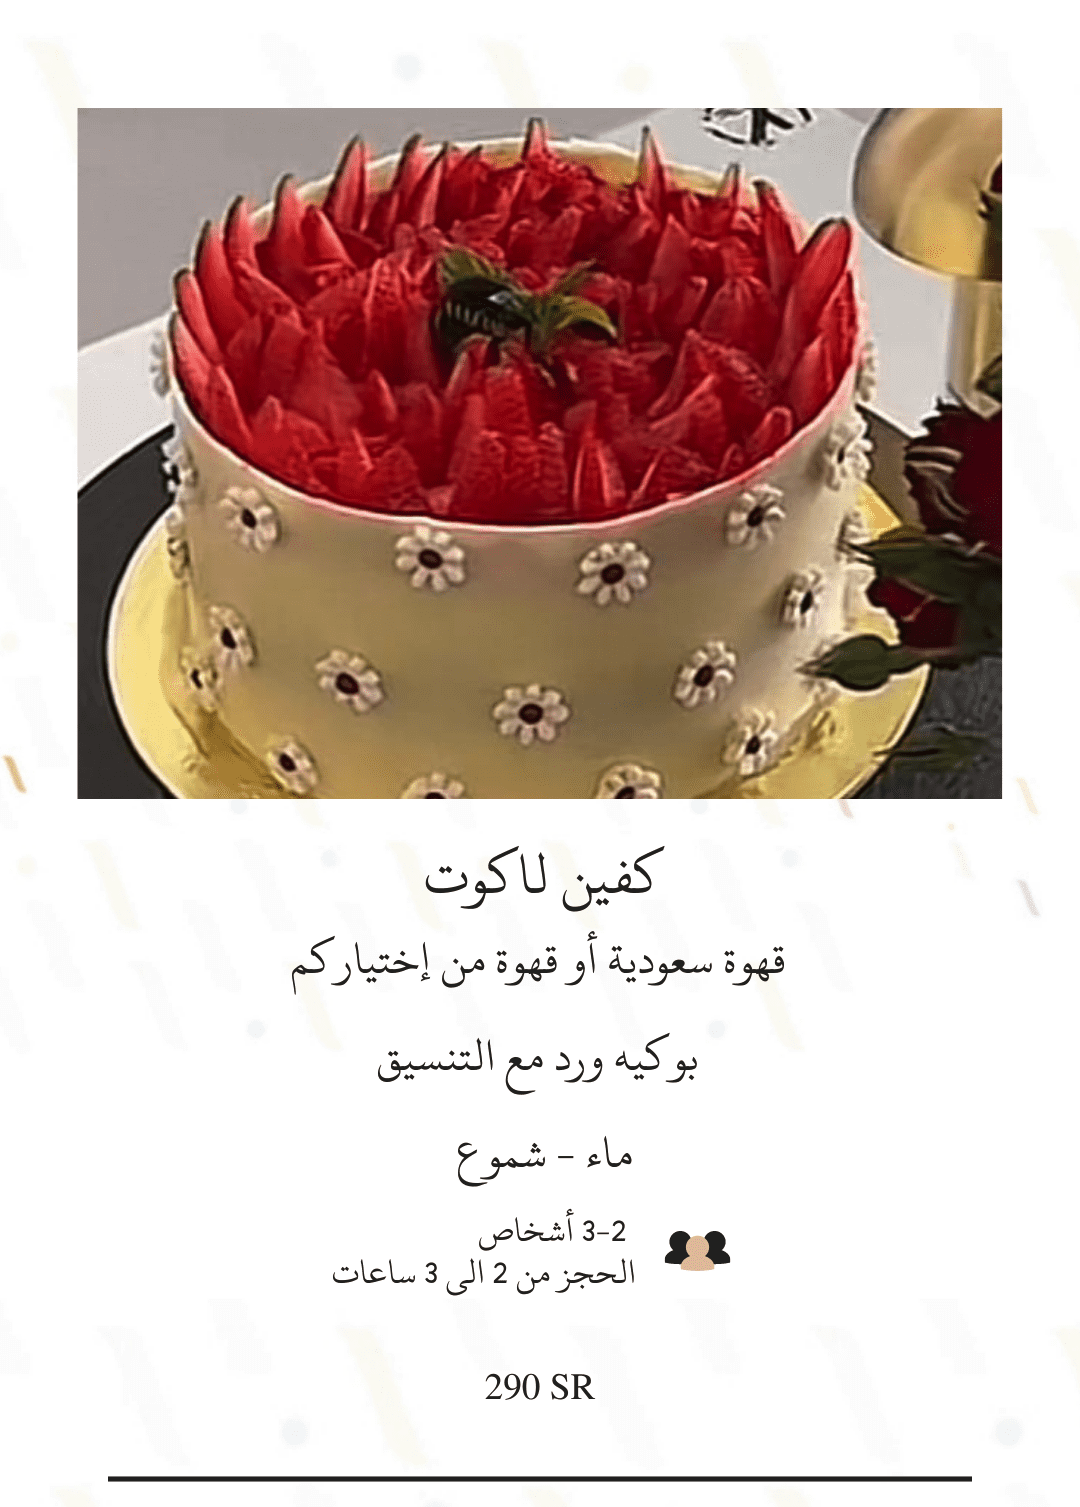 كفين لاكوت
قهوة سعودية أو قهوة من إختياركم
بوكيه ورد مع التنسيق
ماء - شموع
2-3 أشخاص
الحجز من 2 الى 3 ساعات
290 SR